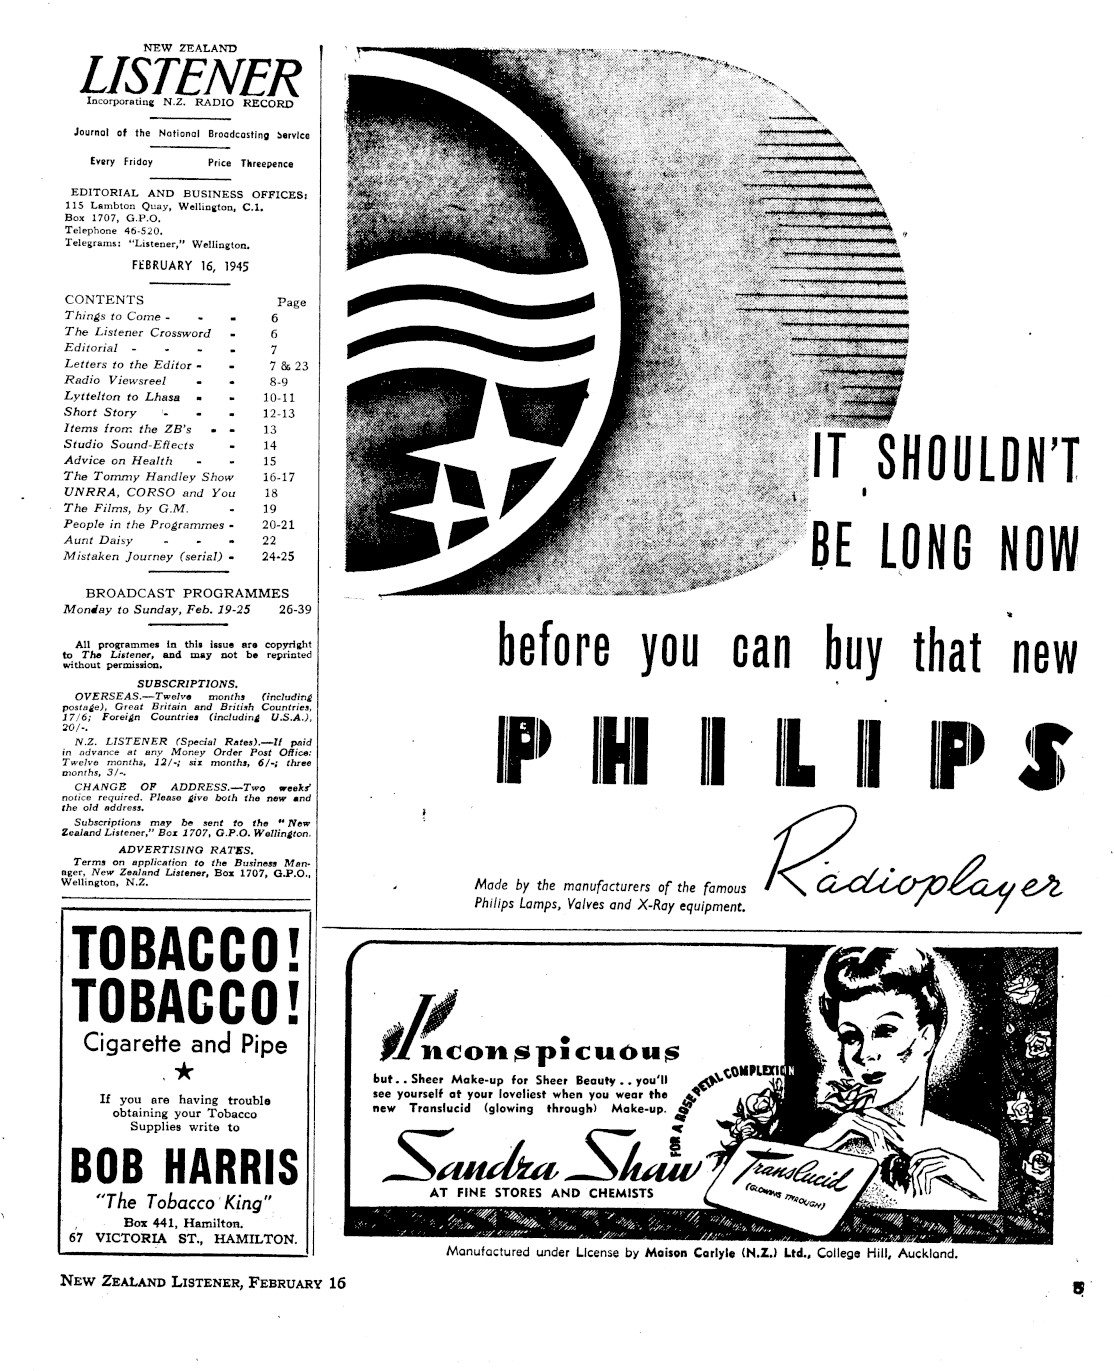 NEW ZEALAND
LISTENER
Incorporating N.Z. RADIO RECORD
Journal of the National Broadcasting Service
Every Friday Price Threepence
EDITORIAL AND BUSINESS OFFICES:
115 Lambton Quay, Wellington, C.1.
Box 1707, G.P.O.
Telephone 46-520.
Telegrams: "Listener," Wellington.
FEBRUARY 16, 1945
CONTENTS Page
Things to Come - - - 6
The Listener Crossword - 6
Editorial - - - - 7
Letters to the Editor - - 7 & 23
Radio Viewsreel - - 8-9
Lyttelton to Lhasa - - 10-11
Short Story - - - 12-13
Items from the ZB's - - 13
Studio Sound-Effects - 14
Advice on Health - - 15
The Tommy Handley Show 16-17
UNRRA, CORSO and You 18
The Films, by G.M. - 19
People in the Programmes - 20-21
Aunt Daisy - - - 22
Mistaken Journey (serial) - 24-25
BROADCAST PROGRAMMES
Monday to Sunday, Feb. 19-25 26-39
All programmes in this issue are copyright
to The Listener, and may not be reprinted
without permission.
SUBSCRIPTIONS.
OVERSEAS.—Twelve months (including
postage), Great Britain and British Countries,
17/6; Foreign Countries (including U.S.A.),
20/-.
N.Z. LISTENER (Special Rates).—If paid
in advance at any Money Order Post Office:
Twelve months, 12/-; six months, 6/-; three
months, 3/-.
CHANGE OF ADDRESS.—Two weeks'
notice required. Please give both the new and
the old address.
Subscriptions may be sent to the "New
Zealand Listener," Box 1707, G.P.O. Wellington.
ADVERTISING RATES.
Terms on application to the Business Man-
ager, New Zealand Listener, Box 1707, G.P.O.,
Wellington, N.Z.
TOBACCO!
TOBACCO!
Cigarette and Pipe
If you are having trouble
obtaining your Tobacco
Supplies write to
BOB HARRIS
"The Tobacco King"
Box 441, Hamilton.
67 VICTORIA ST., HAMILTON.
IT SHOULDN'T
BE LONG NOW
before you can buy that new
PHILIPS
Radioplayer
Made by the manufacturers of the famous
Philips Lamps, Valves and X-Ray equipment.
Inconspicuous
but.. Sheer Make-up for Sheer Beauty.. you'll
see yourself at your loveliest when you wear the
new Translucid (glowing through) Make-up.
FOR A ROSE PETAL COMPLEXION
Sandra Shaw
AT FINE STORES AND CHEMISTS
Translucid
(GLOWING THROUGH)
Manufactured under License by Maison Carlyle (N.Z.) Ltd., College Hill, Auckland.
NEW ZEALAND LISTENER, FEBRUARY 16
5